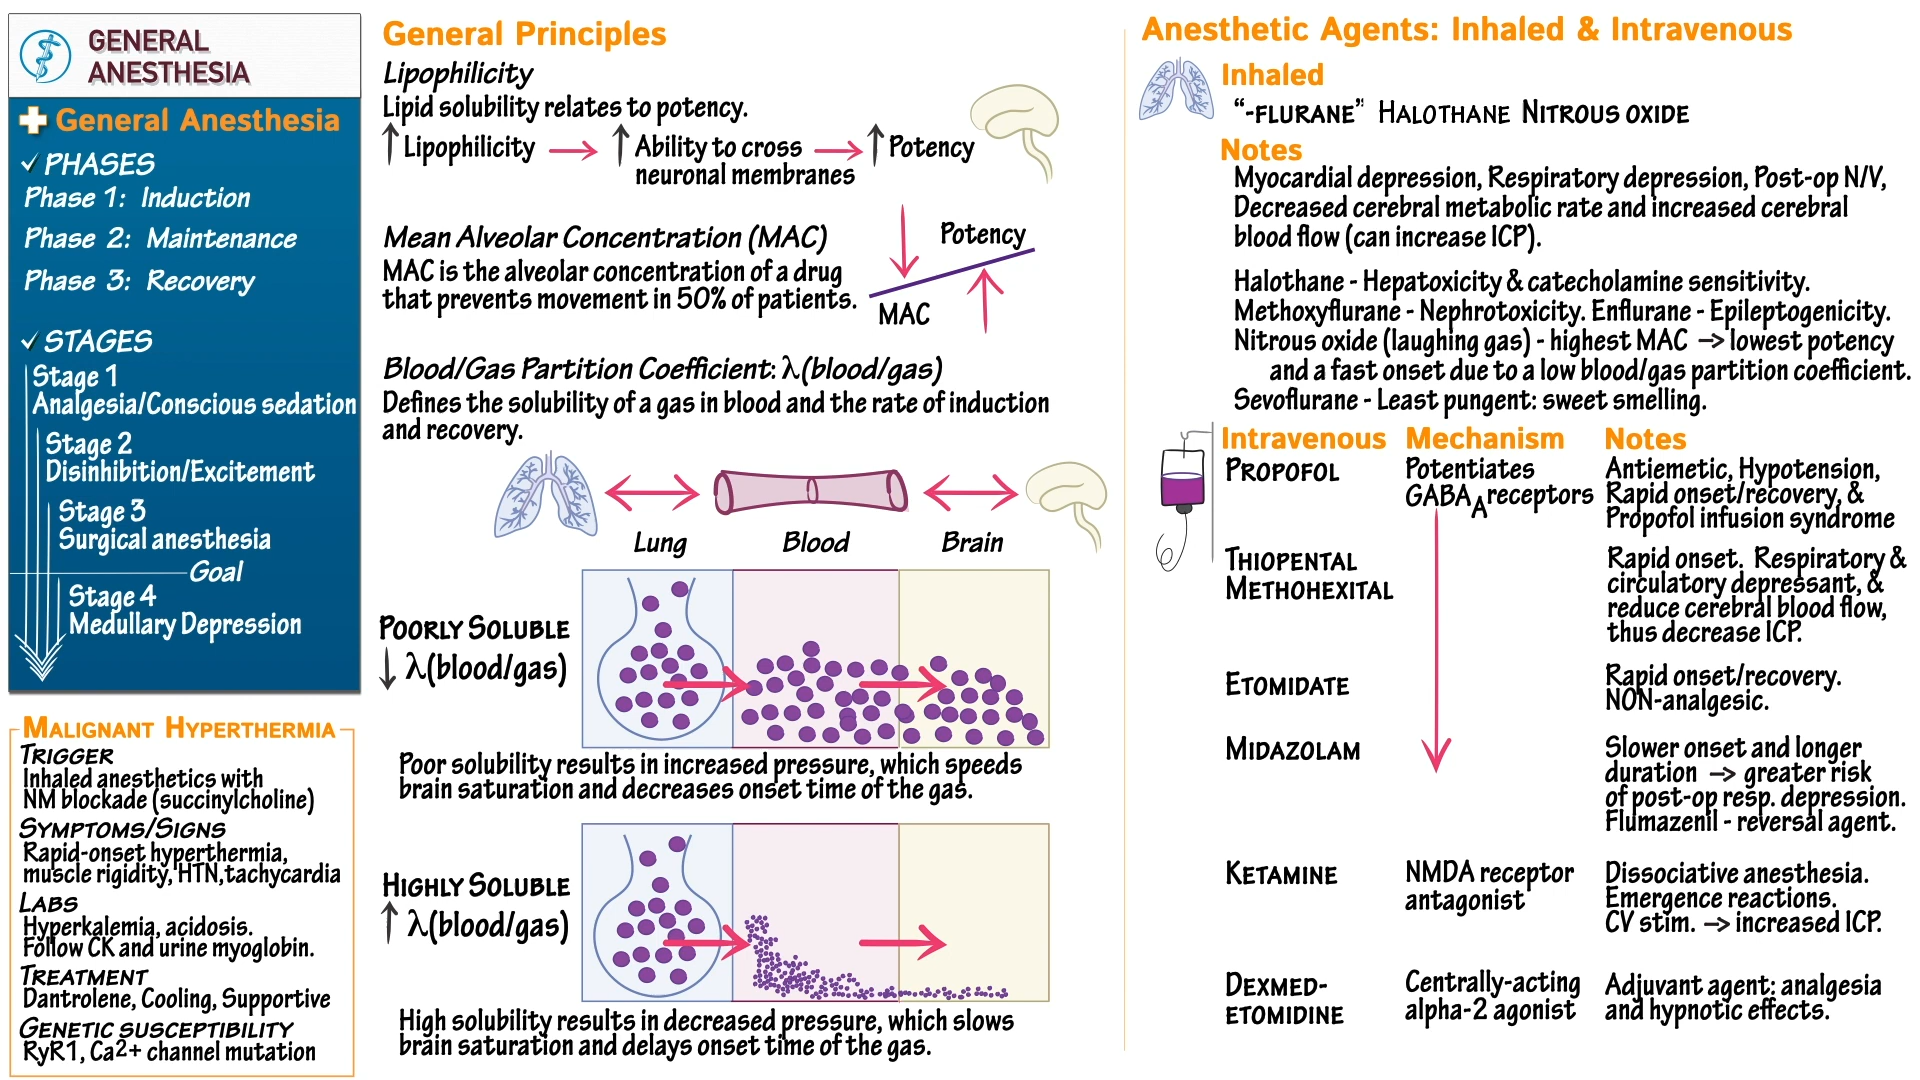 GENERAL
ANESTHESIA
General Anesthesia
✓ PHASES
Phase 1: Induction
Phase 2: Maintenance
Phase 3: Recovery
✓ STAGES
Stage 1
Analgesia/Conscious sedation
Stage 2
Disinhibition/Excitement
Stage 3
Surgical anesthesia
Goal
Stage 4
Medullary Depression
MALIGNANT HYPERTHERMIA
TRIGGER
Inhaled anesthetics with
NM blockade (succinylcholine)
SYMPTOMS/SIGNS
Rapid-onset hyperthermia,
muscle rigidity, HTN,tachycardia
LABS
Hyperkalemia, acidosis.
Follow CK and urine myoglobin.
TREATMENT
Dantrolene, Cooling, Supportive
GENETIC SUSCEPTIBILITY
RyR1, Ca2+ channel mutation
General Principles
Lipophilicity
Lipid solubility relates to potency.
↑ Lipophilicity → ↑ Ability to cross → ↑ Potency
neuronal membranes
Mean Alveolar Concentration (MAC)
MAC is the alveolar concentration of a drug
that prevents movement in 50% of patients.
Potency
MAC
Blood/Gas Partition Coefficient: λ(blood/gas)
Defines the solubility of a gas in blood and the rate of induction
and recovery.
Lung Blood Brain
POORLY SOLUBLE
↓ λ(blood/gas)
Poor solubility results in increased pressure, which speeds
brain saturation and decreases onset time of the gas.
HIGHLY SOLUBLE
↑ λ(blood/gas)
High solubility results in decreased pressure, which slows
brain saturation and delays onset time of the gas.
Anesthetic Agents: Inhaled & Intravenous
Inhaled
“-FLURANE” HALOTHANE NITROUS OXIDE
Notes
Myocardial depression, Respiratory depression, Post-op N/V,
Decreased cerebral metabolic rate and increased cerebral
blood flow (can increase ICP).
Halothane - Hepatoxicity & catecholamine sensitivity.
Methoxyflurane - Nephrotoxicity. Enflurane - Epileptogenicity.
Nitrous oxide (laughing gas) - highest MAC → lowest potency
and a fast onset due to a low blood/gas partition coefficient.
Sevoflurane - Least pungent: sweet smelling.
Intravenous Mechanism Notes
PROPOFOL
Potentiates
GABA A receptors
Antiemetic, Hypotension,
Rapid onset/recovery, &
Propofol infusion syndrome
THIOPENTAL
METHOHEXITAL
Rapid onset. Respiratory &
circulatory depressant, &
reduce cerebral blood flow,
thus decrease ICP.
ETOMIDATE
Rapid onset/recovery.
NON-analgesic.
MIDAZOLAM
Slower onset and longer
duration → greater risk
of post-op resp. depression.
Flumazenil - reversal agent.
KETAMINE
NMDA receptor
antagonist
Dissociative anesthesia.
Emergence reactions.
CV stim. → increased ICP.
DEXMED-
ETOMIDINE
Centrally-acting
alpha-2 agonist
Adjuvant agent: analgesia
and hypnotic effects.